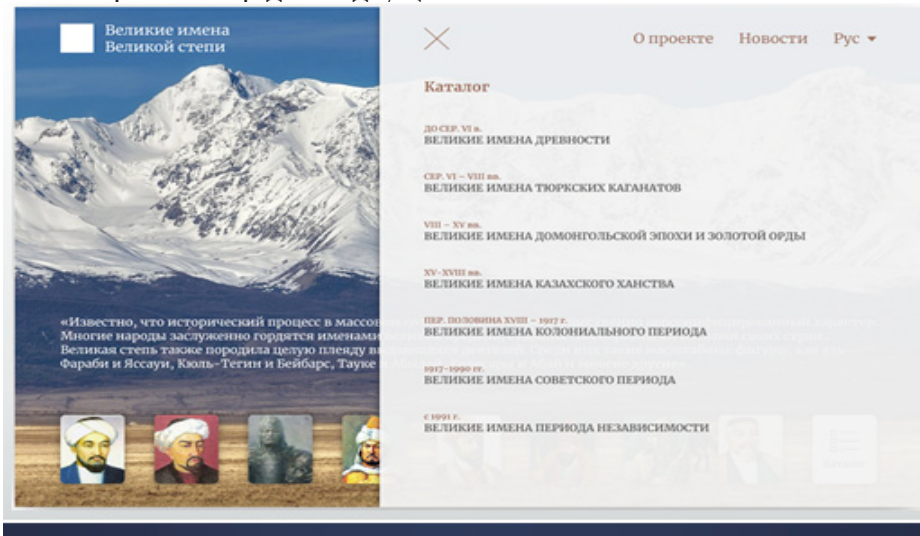 Великие имена
Великой степи
О проекте Новости Рус
Каталог
ДО СЕР. VI в.
ВЕЛИКИЕ ИМЕНА ДРЕВНОСТИ
СЕР. VI – VIII вв.
ВЕЛИКИЕ ИМЕНА ТЮРКСКИХ КАГАНАТОВ
VIII – XV вв.
ВЕЛИКИЕ ИМЕНА ДОМОНГОЛЬСКОЙ ЭПОХИ И ЗОЛОТОЙ ОРДЫ
XV-XVIII вв.
ВЕЛИКИЕ ИМЕНА КАЗАХСКОГО ХАНСТВА
ПЕР. ПОЛОВИНА XVIII – 1917 г.
ВЕЛИКИЕ ИМЕНА КОЛОНИАЛЬНОГО ПЕРИОДА
1917-1990 гг.
ВЕЛИКИЕ ИМЕНА СОВЕТСКОГО ПЕРИОДА
с 1991 г.
ВЕЛИКИЕ ИМЕНА ПЕРИОДА НЕЗАВИСИМОСТИ
«Известно, что исторический процесс в
Многие народы заслуженно гордятся именами
Великая степь также породила целую плеяду
Фараби и Яссауи, Кюль-Тегин и Бейбарс, Тауке